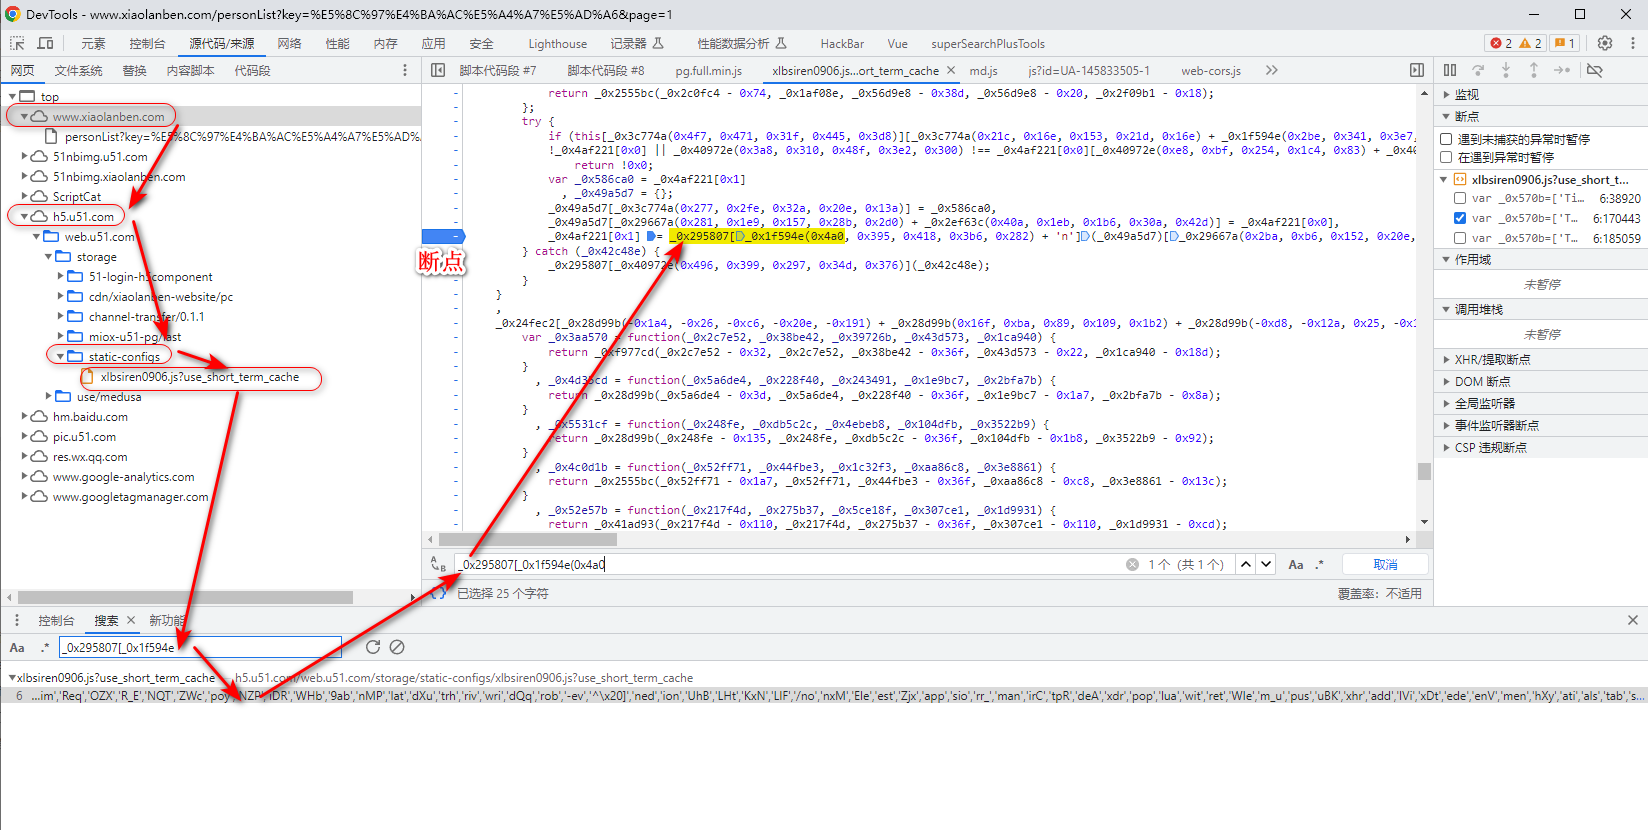 DevTools - www.xiaolanben.com/personList?key=%E5%8C%97%E4%BA%AC%E5%A4%A7%E5%AD%A6&page=1
元素 控制台 源代码/来源 网络 性能 内存 应用 安全 Lighthouse 记录器 性能数据分析 HackBar Vue superSearchPlusTools 2 2 1
网页 文件系统 替换 内容脚本 代码段
脚本代码段 #7 脚本代码段 #8 pg.full.min.js xlbsiren0906.js...ort_term_cache × md.js js?id=UA-145833505-1 web-cors.js
top
www.xiaolanben.com
personList?key=%E5%8C%97%E4%BA%AC%E5%A4%A7%E5%AD%A
51nbimg.u51.com
51nbimg.xiaolanben.com
ScriptCat
h5.u51.com
web.u51.com
storage
51-login-h5component
cdn/xiaolanben-website/pc
channel-transfer/0.1.1
miox-u51-pg/fast
static-configs
xlbsiren0906.js?use_short_term_cache
use/medusa
hm.baidu.com
pic.u51.com
res.wx.qq.com
www.google-analytics.com
www.googletagmanager.com
return _0x2555bc(_0x2c0fc4 - 0x74, _0x1af08e, _0x56d9e8 - 0x38d, _0x56d9e8 - 0x20, _0x2f09b1 - 0x18);
};
try {
if (this[_0x3c774a(0x4f7, 0x471, 0x31f, 0x445, 0x3d8)][_0x3c774a(0x21c, 0x16e, 0x153, 0x21d, 0x16e) + _0x1f594e(0x2be, 0x341, 0x3e7,
!_0x4af221[0x0] || _0x40972e(0x3a8, 0x310, 0x48f, 0x3e2, 0x300) !== _0x4af221[0x0][_0x40972e(0xe8, 0xbf, 0x254, 0x1c4, 0x83) + _0x40
return !0x0;
var _0x586ca0 = _0x4af221[0x1]
, _0x49a5d7 = {};
_0x49a5d7[_0x3c774a(0x277, 0x2fe, 0x32a, 0x20e, 0x13a)] = _0x586ca0,
_0x49a5d7[_0x29667a(0x281, 0x1e9, 0x157, 0x28b, 0x2d0) + _0x2ef63c(0x40a, 0x1eb, 0x1b6, 0x30a, 0x42d)] = _0x4af221[0x0],
_0x4af221[0x1] = _0x295807[_0x1f594e(0x4a0, 0x395, 0x418, 0x3b6, 0x282) + 'n'](_0x49a5d7)[_0x29667a(0x2ba, 0xb6, 0x152, 0x20e,
} catch (_0x42c48e) {
_0x295807[_0x40972e(0x496, 0x399, 0x297, 0x34d, 0x376)](_0x42c48e);
}
}
,
_0x24fec2[_0x28d99b(-0x1a4, -0x26, -0xc6, -0x20e, -0x191) + _0x28d99b(0x16f, 0xba, 0x89, 0x109, 0x1b2) + _0x28d99b(-0xd8, -0x12a, 0x25, -0x1
var _0x3aa570 = function(_0x2c7e52, _0x38be42, _0x39726b, _0x43d573, _0x1ca940) {
return _0xf977cd(_0x2c7e52 - 0x32, _0x2c7e52, _0x38be42 - 0x36f, _0x43d573 - 0x22, _0x1ca940 - 0x18d);
}
, _0x4d35cd = function(_0x5a6de4, _0x228f40, _0x243491, _0x1e9bc7, _0x2bfa7b) {
return _0x28d99b(_0x5a6de4 - 0x3d, _0x5a6de4, _0x228f40 - 0x36f, _0x1e9bc7 - 0x1a7, _0x2bfa7b - 0x8a);
}
, _0x5531cf = function(_0x248fe, _0xdb5c2c, _0x4ebeb8, _0x104dfb, _0x3522b9) {
return _0x28d99b(_0x248fe - 0x135, _0x248fe, _0xdb5c2c - 0x36f, _0x104dfb - 0x1b8, _0x3522b9 - 0x92);
}
, _0x4c0d1b = function(_0x52ff71, _0x44fbe3, _0x1c32f3, _0xaa86c8, _0x3e8861) {
return _0x2555bc(_0x52ff71 - 0x1a7, _0x52ff71, _0x44fbe3 - 0x36f, _0xaa86c8 - 0xc8, _0x3e8861 - 0x13c);
}
, _0x52e57b = function(_0x217f4d, _0x275b37, _0x5ce18f, _0x307ce1, _0x1d9931) {
return _0x41ad93(_0x217f4d - 0x110, _0x217f4d, _0x275b37 - 0x36f, _0x307ce1 - 0x110, _0x1d9931 - 0xcd);
断点
_0x295807[_0x1f594e(0x4a0 1 个 (共 1 个) Aa .* 取消
{} 已选择 25 个字符 覆盖率: 不适用
监视
断点
遇到未捕获的异常时暂停
在遇到异常时暂停
xlbsiren0906.js?use_short_t...
var _0x570b=['Ti... 6:38920
var _0x570b=['T... 6:170443
var _0x570b=['T... 6:185059
作用域
未暂停
调用堆栈
未暂停
XHR/提取断点
DOM 断点
全局监听器
事件监听器断点
CSP 违规断点
控制台 搜索 × 新功能
Aa .* _0x295807[_0x1f594e
xlbsiren0906.js?use_short_term_cache h5.u51.com/web.u51.com/storage/static-configs/xlbsiren0906.js?use_short_term_cache
6 ...im','Req','OZX','R_E','NQT','ZWc','poy','NZP','iDR','WHb','9ab','nMP','lat','dXu','trh','riv','wri','dQq','rob','-ev','^\x20]','ned','ion','UhB','LHt','KxN','LIF','/no','nxM','Ele','est','Zjx','app','sio','rr_','man','irC','tpR','deA','xdr','pop','lua','wit','ret','WIe','m_u','pus','uBK','xhr','add','IVi','xDt','ede','enV','men','hXy','ati','als','tab','s...